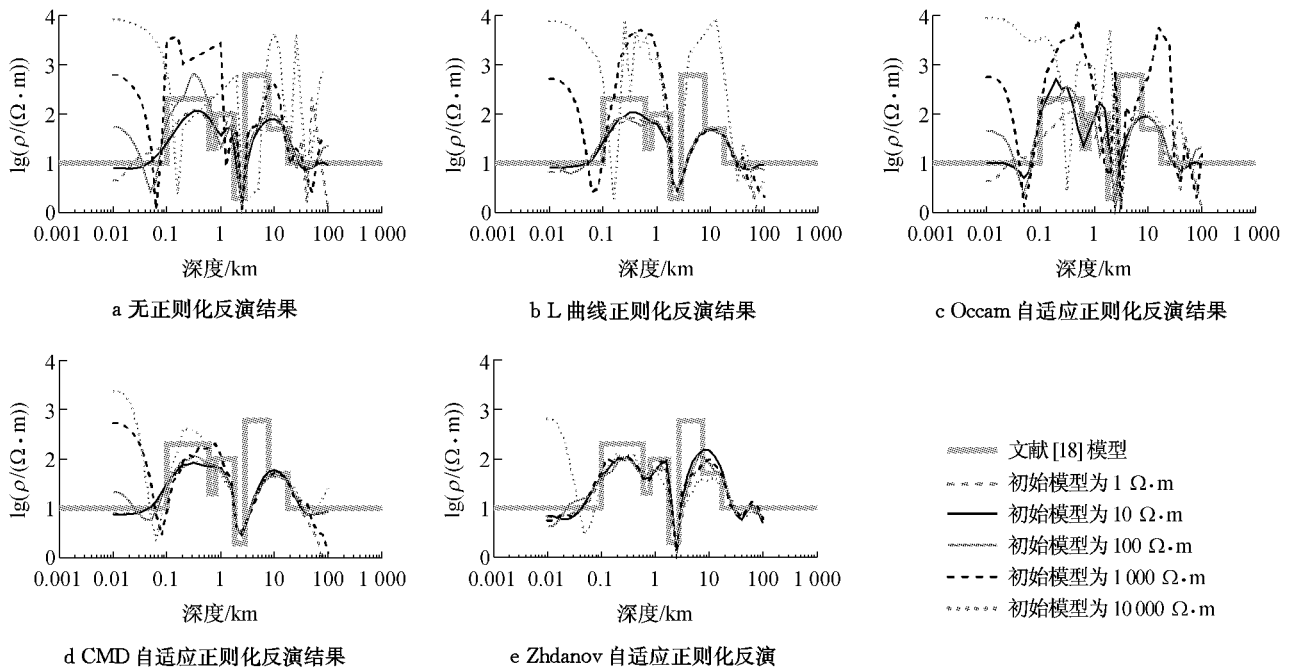 4
3
2
1
0
lg(ρ/(Ω·m))
0.001 0.01 0.1 1 10 100 1 000
深度/km
a 无正则化反演结果
4
3
2
1
0
lg(ρ/(Ω·m))
0.001 0.01 0.1 1 10 100 1 000
深度/km
b L 曲线正则化反演结果
4
3
2
1
0
lg(ρ/(Ω·m))
0.001 0.01 0.1 1 10 100 1 000
深度/km
c Occam 自适应正则化反演结果
4
3
2
1
0
lg(ρ/(Ω·m))
0.001 0.01 0.1 1 10 100 1 000
深度/km
d CMD 自适应正则化反演结果
4
3
2
1
0
lg(ρ/(Ω·m))
0.001 0.01 0.1 1 10 100 1 000
深度/km
e Zhdanov 自适应正则化反演
文献[18]模型
初始模型为 1 Ω·m
初始模型为 10 Ω·m
初始模型为 100 Ω·m
初始模型为 1 000 Ω·m
初始模型为 10 000 Ω·m